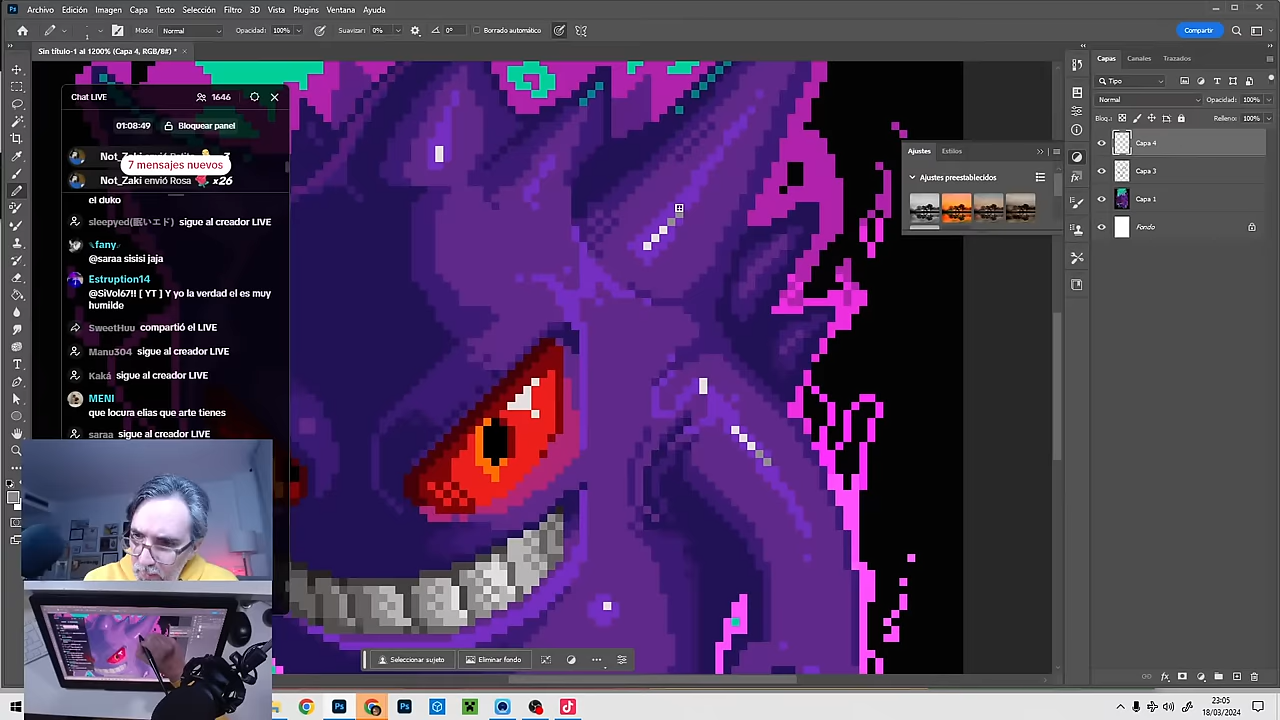 Archivo Edición Imagen Capa Texto Selección Filtro 3D Vista Plugins Ventana Ayuda
Modo: Normal Opacidad: 100% Suavizar: 0% 0° Borrado automático Compartir
Sin título-1 al 1200% (Capa 4, RGB/8#) *
Chat LIVE 1646
01:08:49 Bloquear panel
7 mensajes nuevos
Not_Zaki envió Rosa x26
el duko
sleepyed(眠いエド) sigue al creador LIVE
fany
@saraa sisisi jaja
Estruption14
@SiVol67!! [ YT ] Y yo la verdad el es muy
humilde
SweetHuu compartió el LIVE
Manu304 sigue al creador LIVE
Kaká sigue al creador LIVE
MENI
que locura elias que arte tienes
saraa sigue al creador LIVE
Seleccionar sujeto Eliminar fondo
Ajustes Estilos
Ajustes preestablecidos
Capas Canales Trazados
Tipo
Normal Opacidad: 100%
Bloq.: Relleno: 100%
Capa 4
Capa 3
Capa 1
Fondo
23:05
18/03/2024